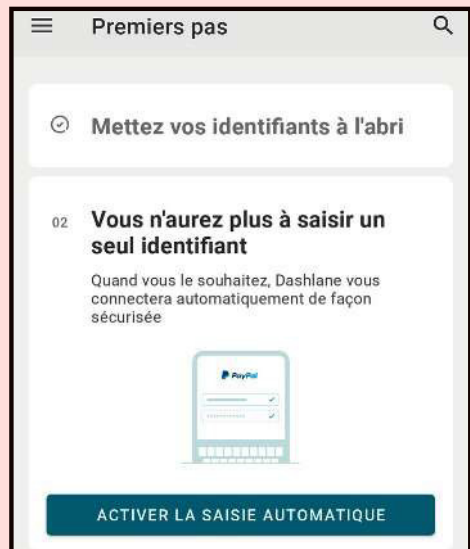 Premiers pas
Mettez vos identifiants à l'abri
02 Vous n'aurez plus à saisir un
seul identifiant
Quand vous le souhaitez, Dashlane vous
connectera automatiquement de façon
sécurisée
PayPal
ACTIVER LA SAISIE AUTOMATIQUE